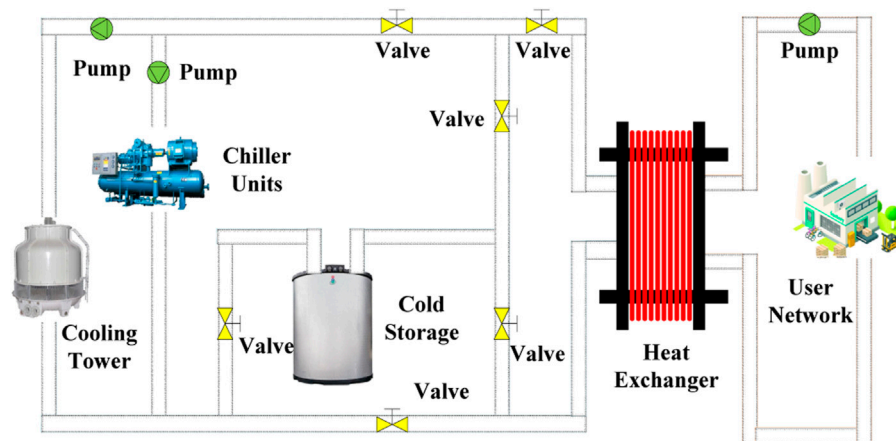 Valve
Valve
Pump
Pump
Pump
Valve
Chiller
Units
Cooling
Tower
Valve
Cold
Storage
Valve
Valve
Heat
Exchanger
User
Network